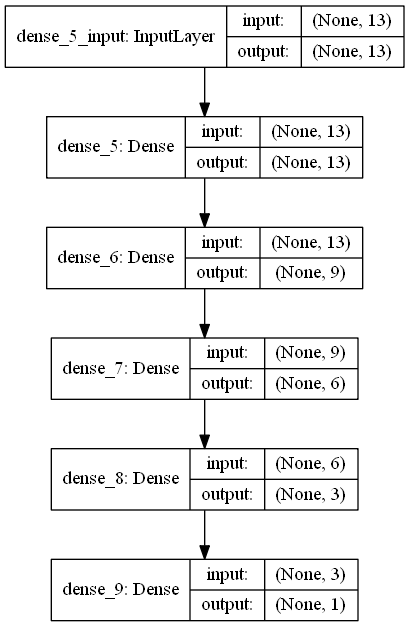 dense_5_input: InputLayer
input: (None, 13)
output: (None, 13)
dense_5: Dense
input: (None, 13)
output: (None, 13)
dense_6: Dense
input: (None, 13)
output: (None, 9)
dense_7: Dense
input: (None, 9)
output: (None, 6)
dense_8: Dense
input: (None, 6)
output: (None, 3)
dense_9: Dense
input: (None, 3)
output: (None, 1)